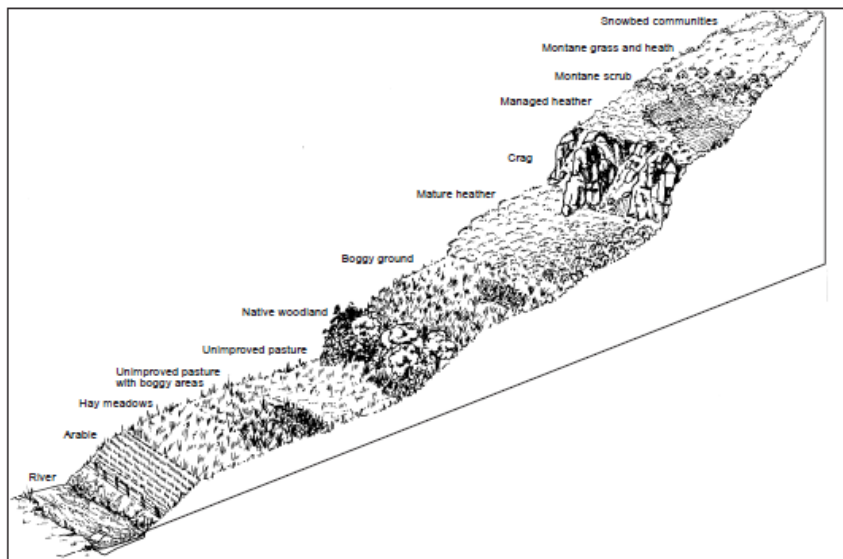 Snowbed communities
Montane grass and heath
Montane scrub
Managed heather
Crag
Mature heather
Boggy ground
Native woodland
Unimproved pasture
Unimproved pasture
with boggy areas
Hay meadows
Arable
River